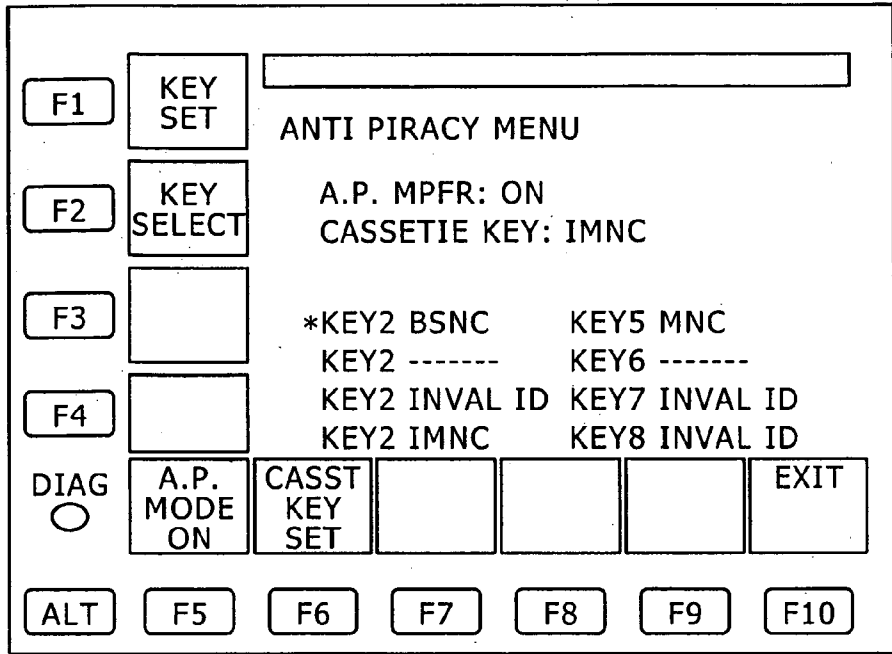 F1
KEY
SET
ANTI PIRACY MENU
F2
KEY
SELECT
A.P. MPFR: ON
CASSETIE KEY: IMNC
F3
*KEY2 BSNC KEY5 MNC
KEY2 ------- KEY6 -------
F4
KEY2 INVAL ID KEY7 INVAL ID
KEY2 IMNC KEY8 INVAL ID
DIAG
A.P.
MODE
ON
CASST
KEY
SET
EXIT
ALT F5 F6 F7 F8 F9 F10